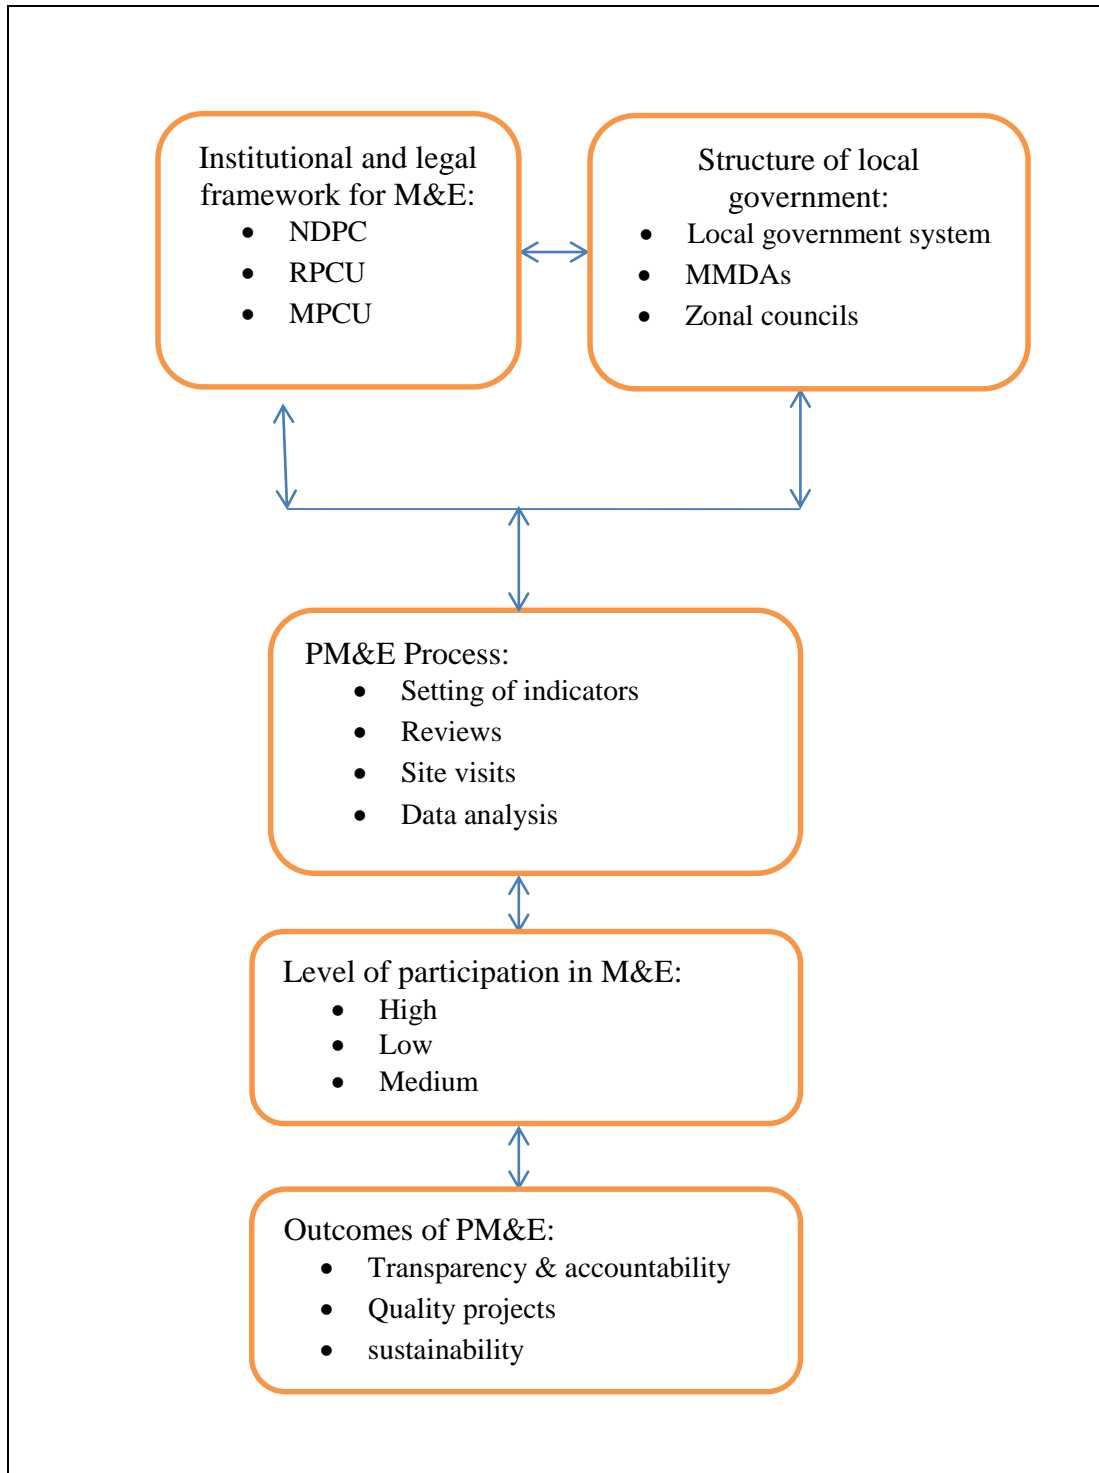 Institutional and legal
framework for M&E:
• NDPC
• RPCU
• MPCU
Structure of local
government:
• Local government system
• MMDAs
• Zonal councils
PM&E Process:
• Setting of indicators
• Reviews
• Site visits
• Data analysis
Level of participation in M&E:
• High
• Low
• Medium
Outcomes of PM&E:
• Transparency & accountability
• Quality projects
• sustainability